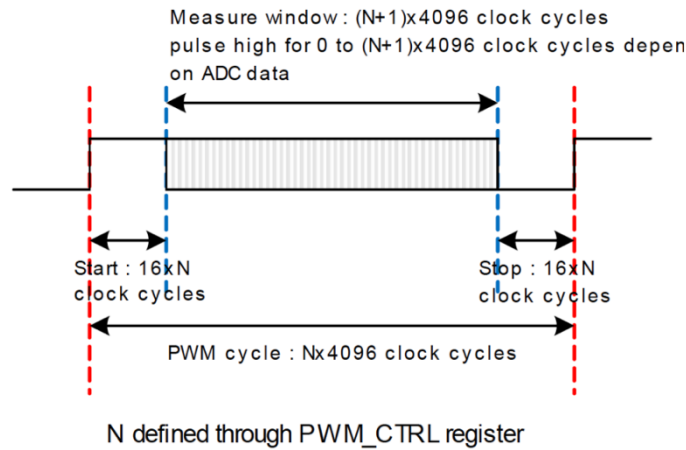 Measure window : (N+1)x4096 clock cycles
pulse high for 0 to (N+1)x4096 clock cycles depen
on ADC data
Start : 16xN
clock cycles
Stop : 16xN
clock cycles
PWM cycle : Nx4096 clock cycles
N defined through PWM_CTRL register